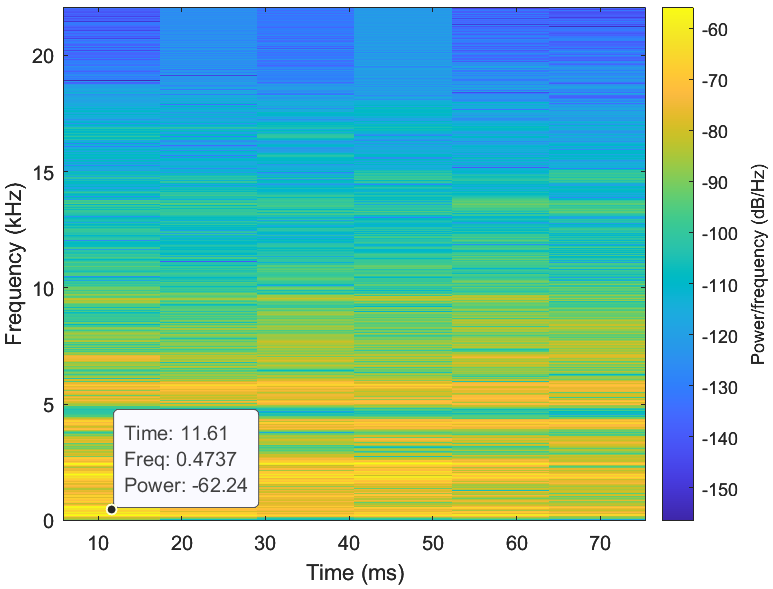 20
15
10
5
0
Frequency (kHz)
Time: 11.61
Freq: 0.4737
Power: -62.24
10 20 30 40 50 60 70
Time (ms)
-60
-70
-80
-90
-100
-110
-120
-130
-140
-150
Power/frequency (dB/Hz)